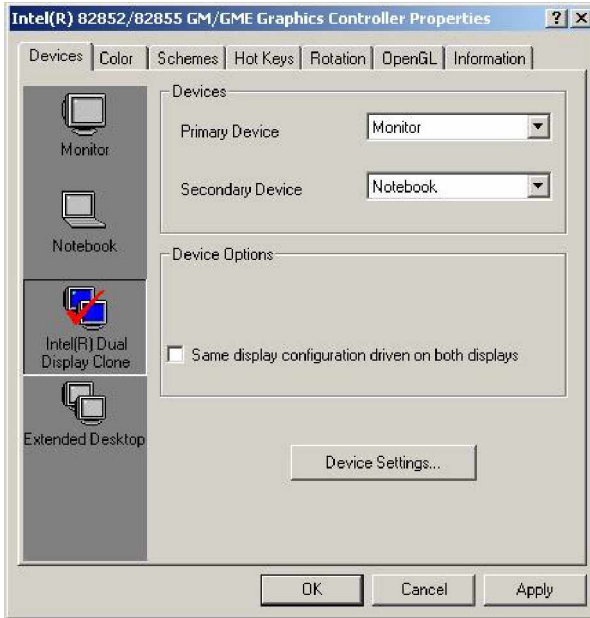 Intel(R) 82852/82855 GM/GME Graphics Controller Properties
Devices Color Schemes Hot Keys Rotation OpenGL Information
Monitor
Notebook
Intel(R) Dual
Display Clone
Extended Desktop
Devices
Primary Device Monitor
Secondary Device Notebook
Device Options
Same display configuration driven on both displays
Device Settings...
OK Cancel Apply